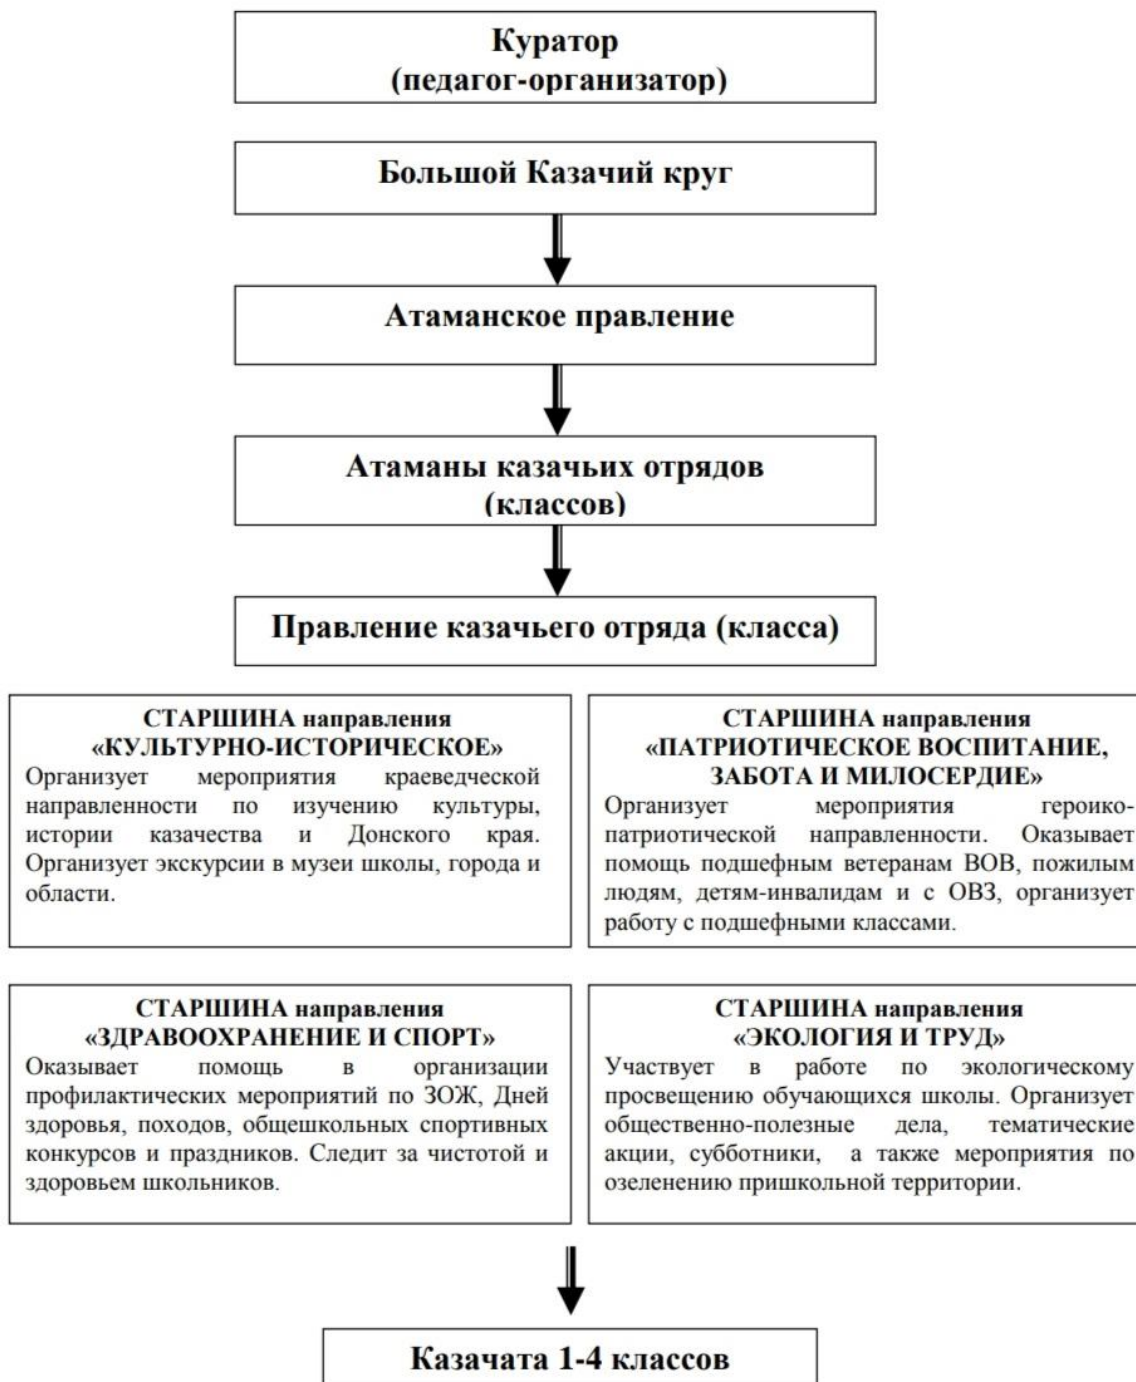 Куратор
(педагог-организатор)
Большой Казачий круг
Атаманское правление
Атаманы казачьих отрядов
(классов)
Правление казачьего отряда (класса)
СТАРШИНА направления
«КУЛЬТУРНО-ИСТОРИЧЕСКОЕ»
Организует мероприятия краеведческой
направленности по изучению культуры,
истории казачества и Донского края.
Организует экскурсии в музеи школы, города и
области.
СТАРШИНА направления
«ПАТРИОТИЧЕСКОЕ ВОСПИТАНИЕ,
ЗАБОТА И МИЛОСЕРДИЕ»
Организует мероприятия героико-
патриотической направленности. Оказывает
помощь подшефным ветеранам ВОВ, пожилым
людям, детям-инвалидам и с ОВЗ, организует
работу с подшефными классами.
СТАРШИНА направления
«ЗДРАВООХРАНЕНИЕ И СПОРТ»
Оказывает помощь в организации
профилактических мероприятий по ЗОЖ, Дней
здоровья, походов, общешкольных спортивных
конкурсов и праздников. Следит за чистотой и
здоровьем школьников.
СТАРШИНА направления
«ЭКОЛОГИЯ И ТРУД»
Участвует в работе по экологическому
просвещению обучающихся школы. Организует
общественно-полезные дела, тематические
акции, субботники, а также мероприятия по
озеленению пришкольной территории.
Казачата 1-4 классов